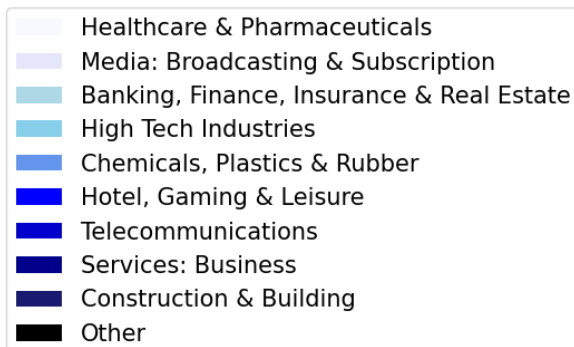 Healthcare & Pharmaceuticals
Media: Broadcasting & Subscription
Banking, Finance, Insurance & Real Estate
High Tech Industries
Chemicals, Plastics & Rubber
Hotel, Gaming & Leisure
Telecommunications
Services: Business
Construction & Building
Other